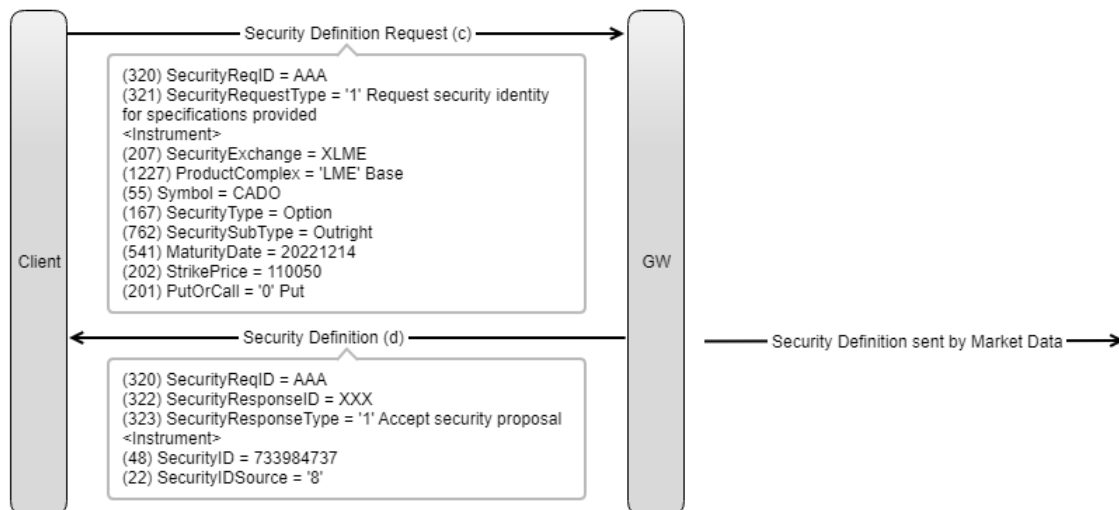 Security Definition Request (c)
(320) SecurityReqID = AAA
(321) SecurityRequestType = '1' Request security identity
for specifications provided
<Instrument>
(207) SecurityExchange = XLME
(1227) ProductComplex = 'LME' Base
(55) Symbol = CADO
(167) SecurityType = Option
(762) SecuritySubType = Outright
(541) MaturityDate = 20221214
(202) StrikePrice = 110050
(201) PutOrCall = '0' Put
Client
GW
Security Definition (d)
Security Definition sent by Market Data
(320) SecurityReqID = AAA
(322) SecurityResponseID = XXX
(323) SecurityResponseType = '1' Accept security proposal
<Instrument>
(48) SecurityID = 733984737
(22) SecurityIDSource = '8'